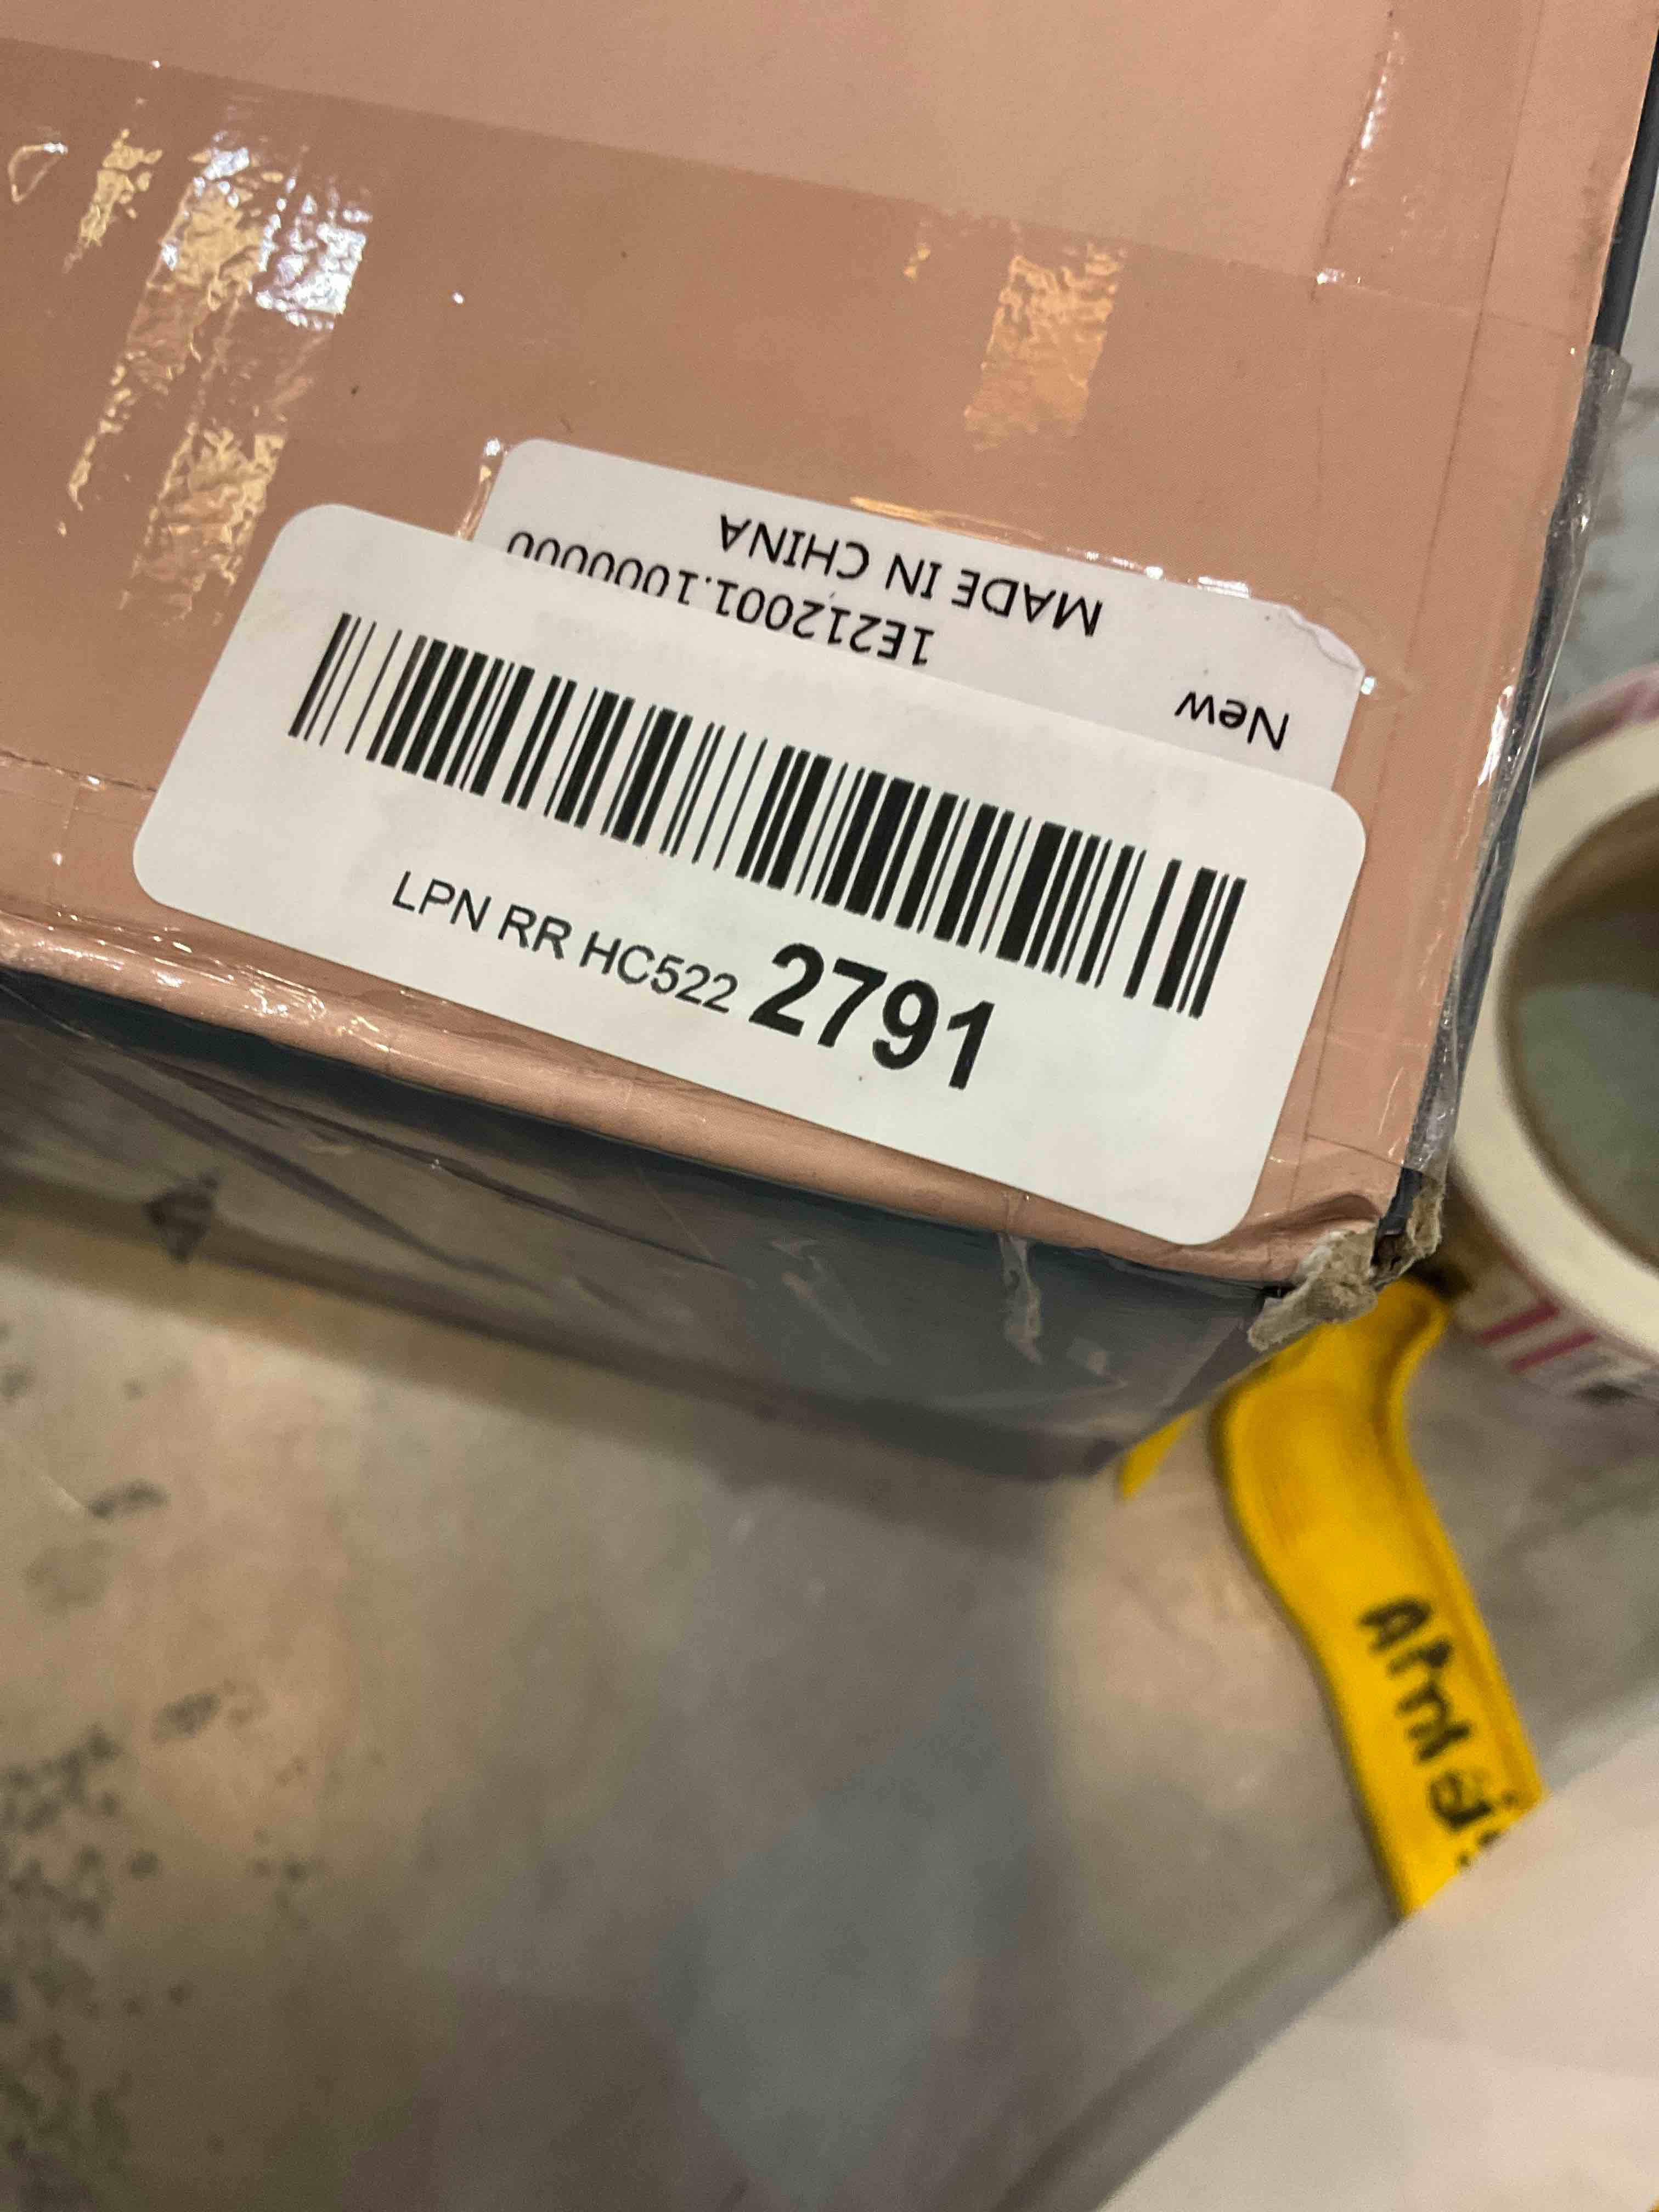 New
1E212001.1000000
MADE IN CHINA
LPN RR HC522 2791